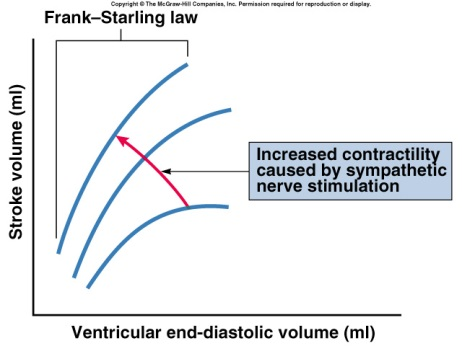 Copyright © The McGraw-Hill Companies, Inc. Permission required for reproduction or display.
Frank–Starling law
Stroke volume (ml)
Increased contractility
caused by sympathetic
nerve stimulation
Ventricular end-diastolic volume (ml)